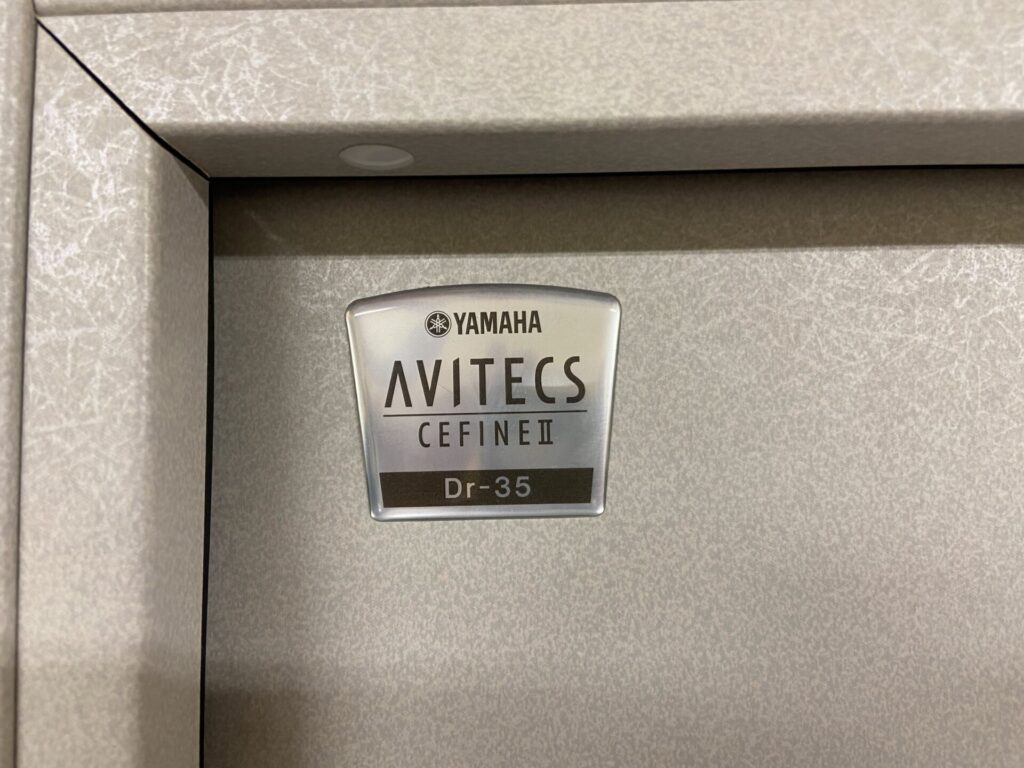 YAMAHA
AVITECS
CEFINEⅡ
Dr-35